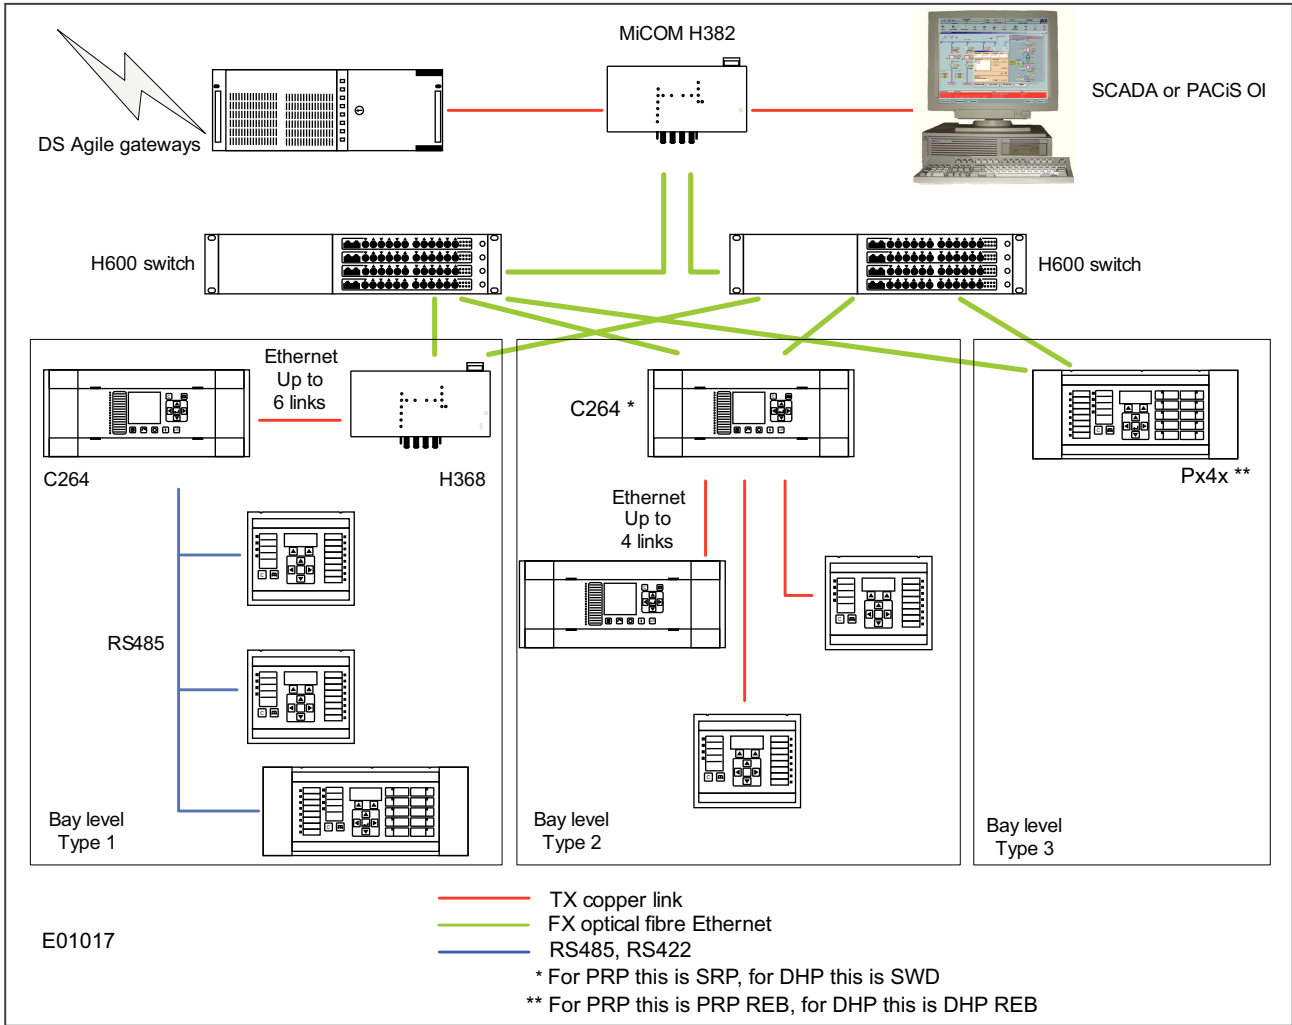 MiCOM H382
SCADA or PACiS OI
DS Agile gateways
H600 switch
H600 switch
Ethernet
Up to
6 links
C264
H368
C264 *
Ethernet
Up to
4 links
Px4x **
RS485
Bay level
Type 1
Bay level
Type 2
Bay level
Type 3
TX copper link
FX optical fibre Ethernet
RS485, RS422
E01017
* For PRP this is SRP, for DHP this is SWD
** For PRP this is PRP REB, for DHP this is DHP REB